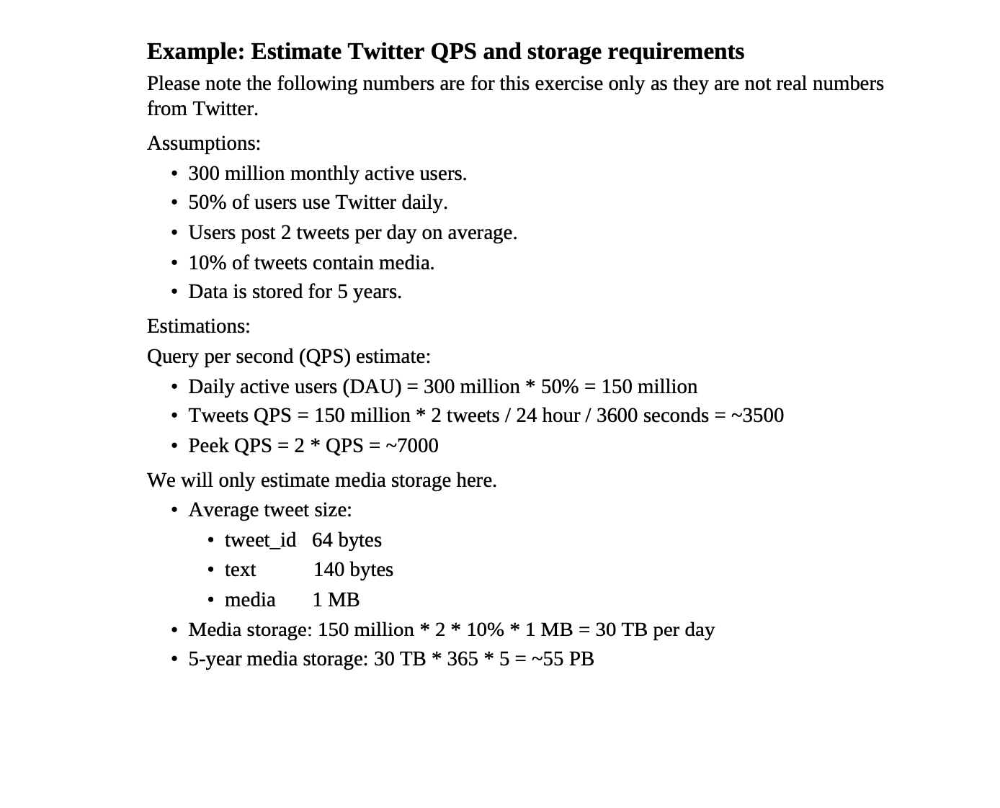 Example: Estimate Twitter QPS and storage requirements
Please note the following numbers are for this exercise only as they are not real numbers
from Twitter.
Assumptions:
• 300 million monthly active users.
• 50% of users use Twitter daily.
• Users post 2 tweets per day on average.
• 10% of tweets contain media.
• Data is stored for 5 years.
Estimations:
Query per second (QPS) estimate:
• Daily active users (DAU) = 300 million * 50% = 150 million
• Tweets QPS = 150 million * 2 tweets / 24 hour / 3600 seconds = ~3500
• Peek QPS = 2 * QPS = ~7000
We will only estimate media storage here.
• Average tweet size:
• tweet_id 64 bytes
• text 140 bytes
• media 1 MB
• Media storage: 150 million * 2 * 10% * 1 MB = 30 TB per day
• 5-year media storage: 30 TB * 365 * 5 = ~55 PB